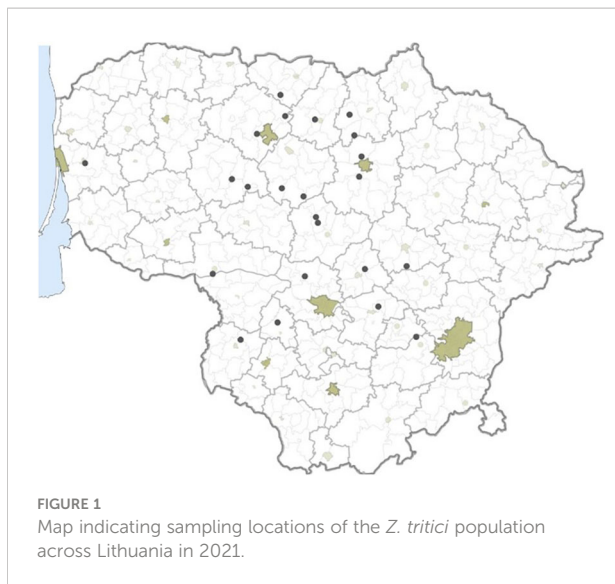 FIGURE 1
Map indicating sampling locations of the Z. tritici population
across Lithuania in 2021.